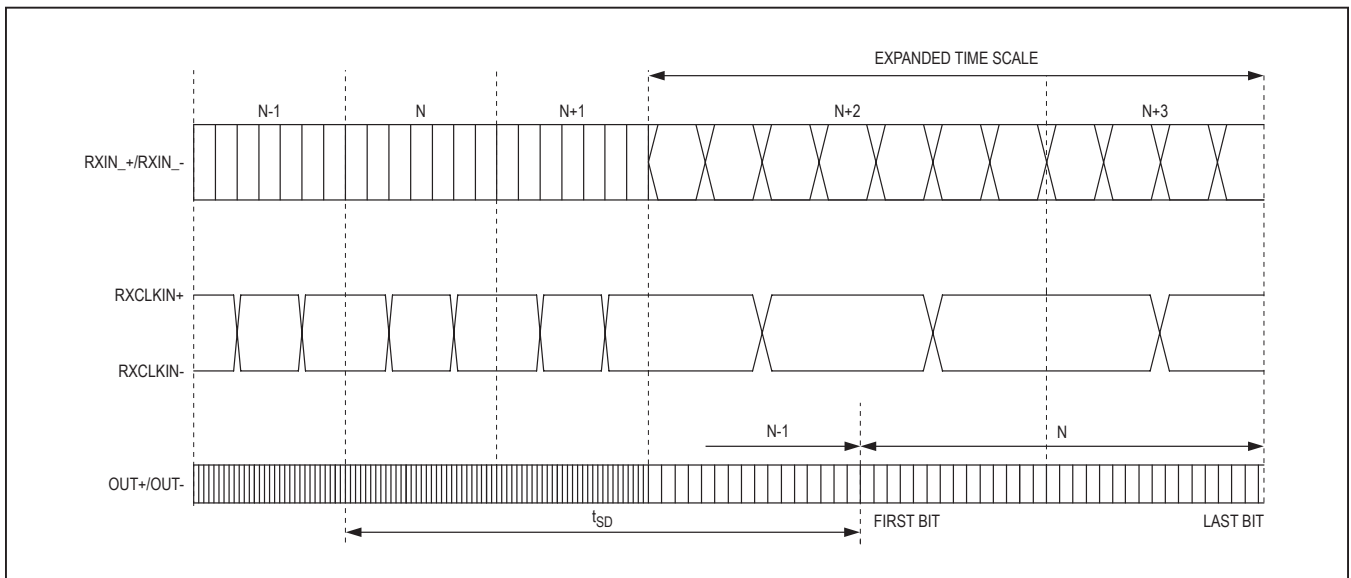 EXPANDED TIME SCALE
N-1 N N+1 N+2 N+3
RXIN_+/RXIN_-
RXCLKIN+
RXCLKIN-
N-1 N
OUT+/OUT-
tSD FIRST BIT LAST BIT